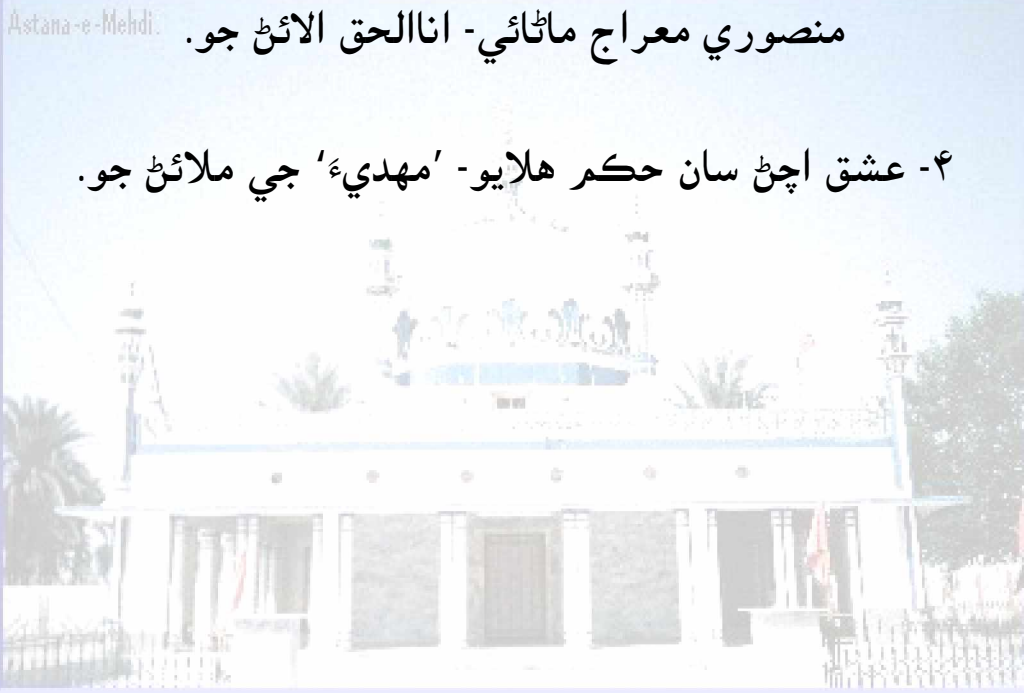 Astana-e-Mehdi.
منصوري معراج ماڻائي- اناالحق الائڻ جو.
۴- عشق اچڻ سان حڪم هلايو- ’مهديءَ‘ جي ملائڻ جو.